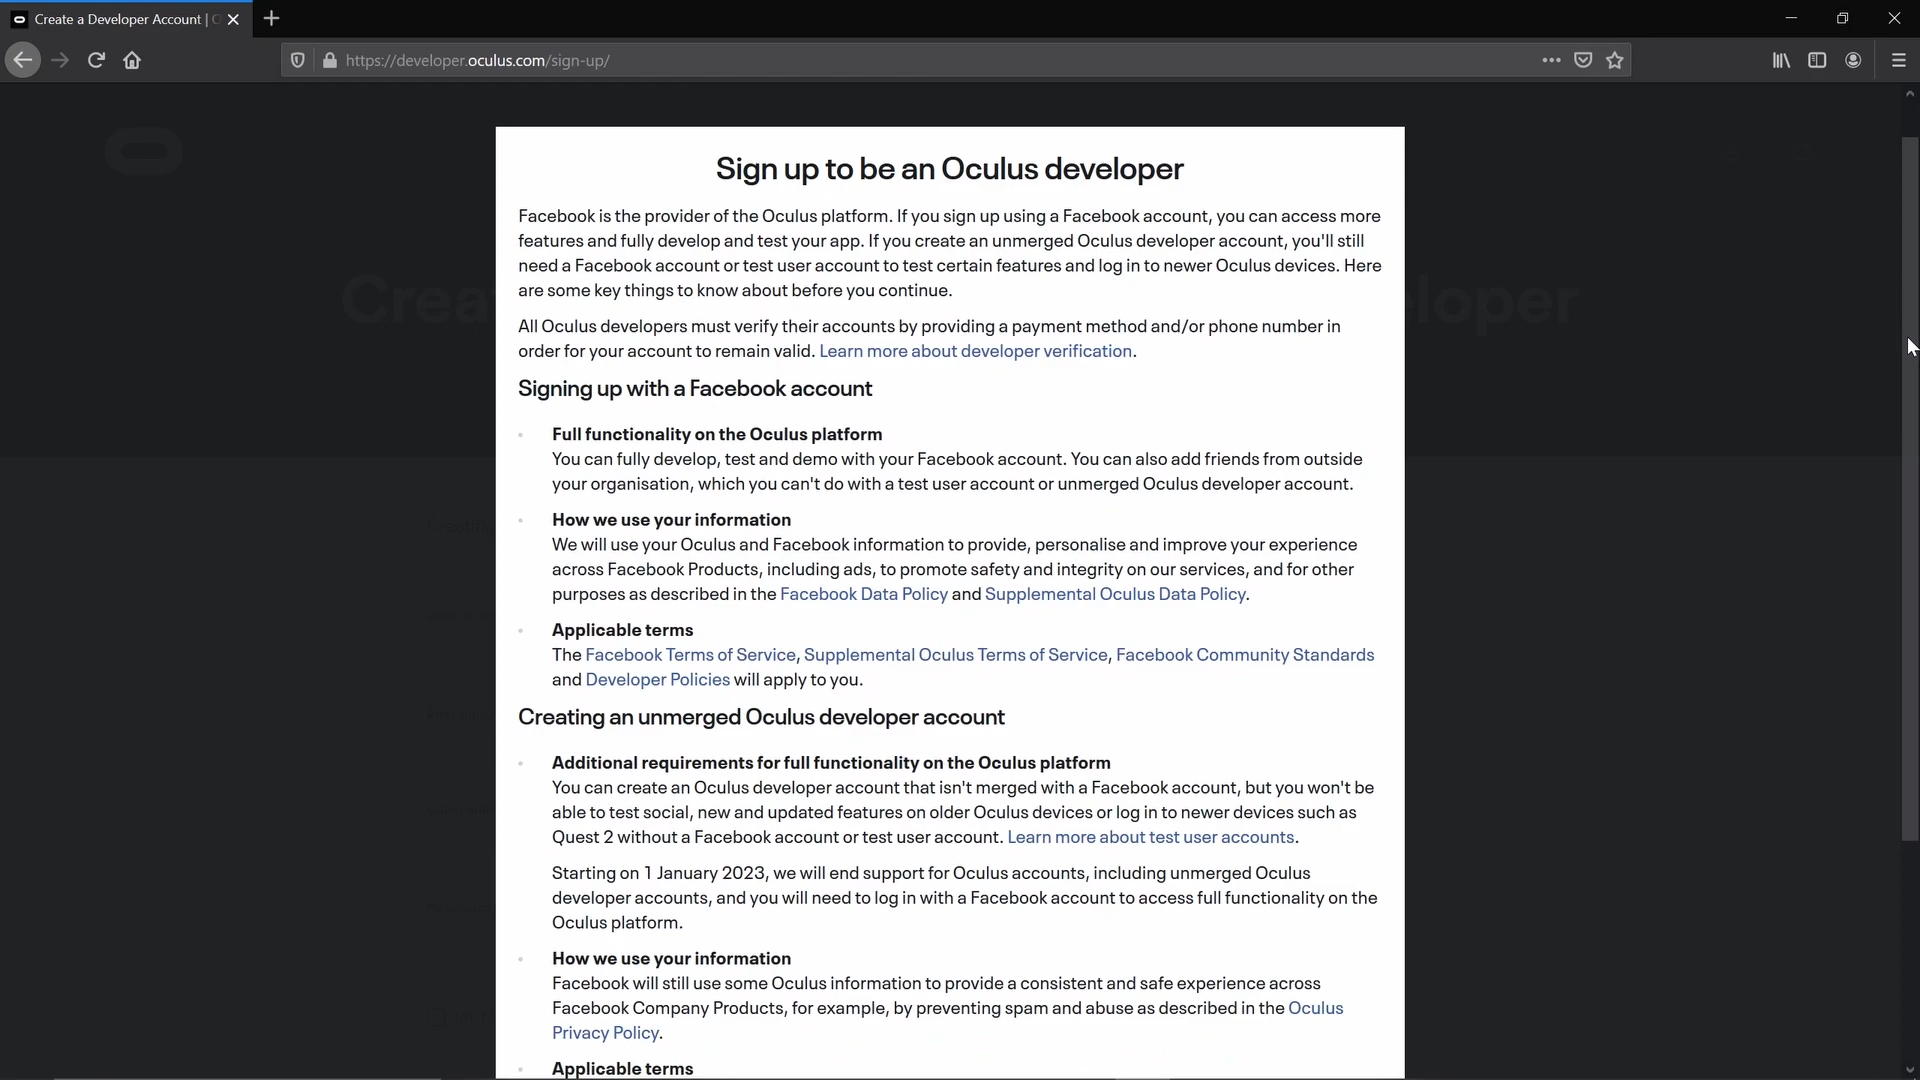 Create a Developer Account |
https://developer.oculus.com/sign-up/
Sign up to be an Oculus developer
Facebook is the provider of the Oculus platform. If you sign up using a Facebook account, you can access more
features and fully develop and test your app. If you create an unmerged Oculus developer account, you'll still
need a Facebook account or test user account to test certain features and log in to newer Oculus devices. Here
are some key things to know about before you continue.
All Oculus developers must verify their accounts by providing a payment method and/or phone number in
order for your account to remain valid. Learn more about developer verification.
Signing up with a Facebook account
Full functionality on the Oculus platform
You can fully develop, test and demo with your Facebook account. You can also add friends from outside
your organisation, which you can't do with a test user account or unmerged Oculus developer account.
How we use your information
We will use your Oculus and Facebook information to provide, personalise and improve your experience
across Facebook Products, including ads, to promote safety and integrity on our services, and for other
purposes as described in the Facebook Data Policy and Supplemental Oculus Data Policy.
Applicable terms
The Facebook Terms of Service, Supplemental Oculus Terms of Service, Facebook Community Standards
and Developer Policies will apply to you.
Creating an unmerged Oculus developer account
Additional requirements for full functionality on the Oculus platform
You can create an Oculus developer account that isn't merged with a Facebook account, but you won't be
able to test social, new and updated features on older Oculus devices or log in to newer devices such as
Quest 2 without a Facebook account or test user account. Learn more about test user accounts.
Starting on 1 January 2023, we will end support for Oculus accounts, including unmerged Oculus
developer accounts, and you will need to log in with a Facebook account to access full functionality on the
Oculus platform.
How we use your information
Facebook will still use some Oculus information to provide a consistent and safe experience across
Facebook Company Products, for example, by preventing spam and abuse as described in the Oculus
Privacy Policy.
Applicable terms